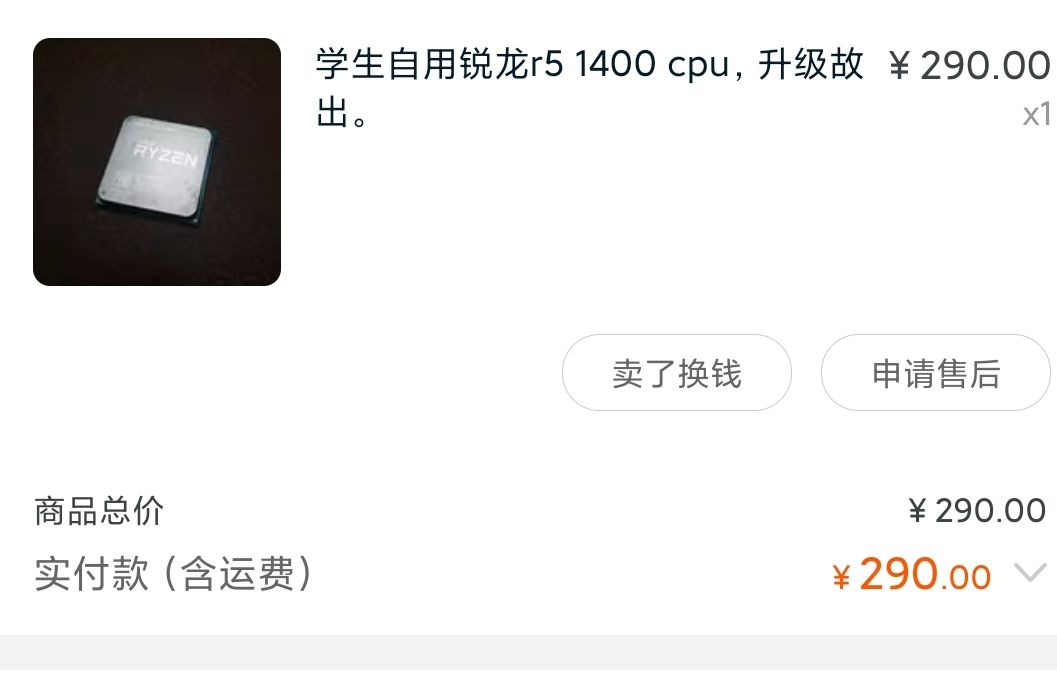 学生自用锐龙r5 1400 cpu，升级故
出。
¥290.00
x1
RYZEN
卖了换钱
申请售后
商品总价
¥290.00
实付款（含运费）
¥290.00